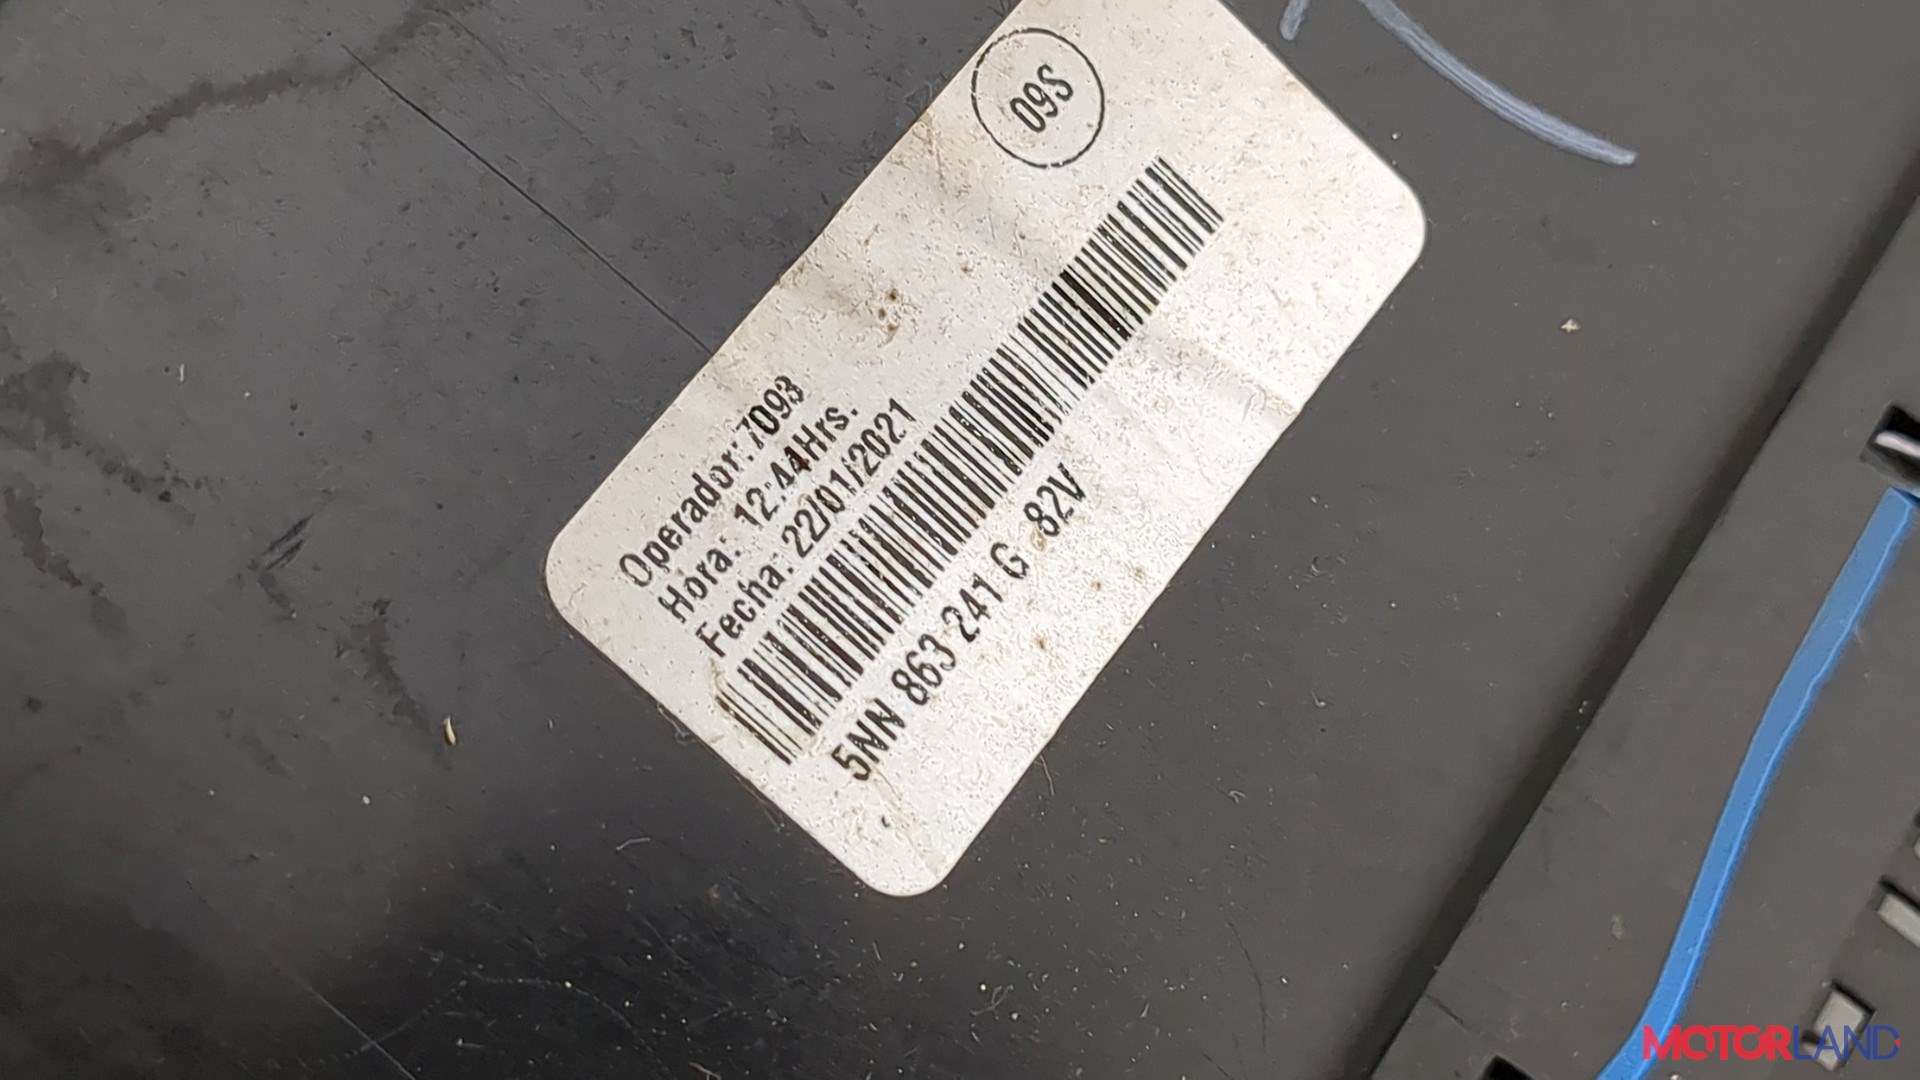 09S
Operador:7093
Hora: 12:44Hrs.
Fecha: 22/01/2021
5NN 863 241 G 82V
MOTORLAND